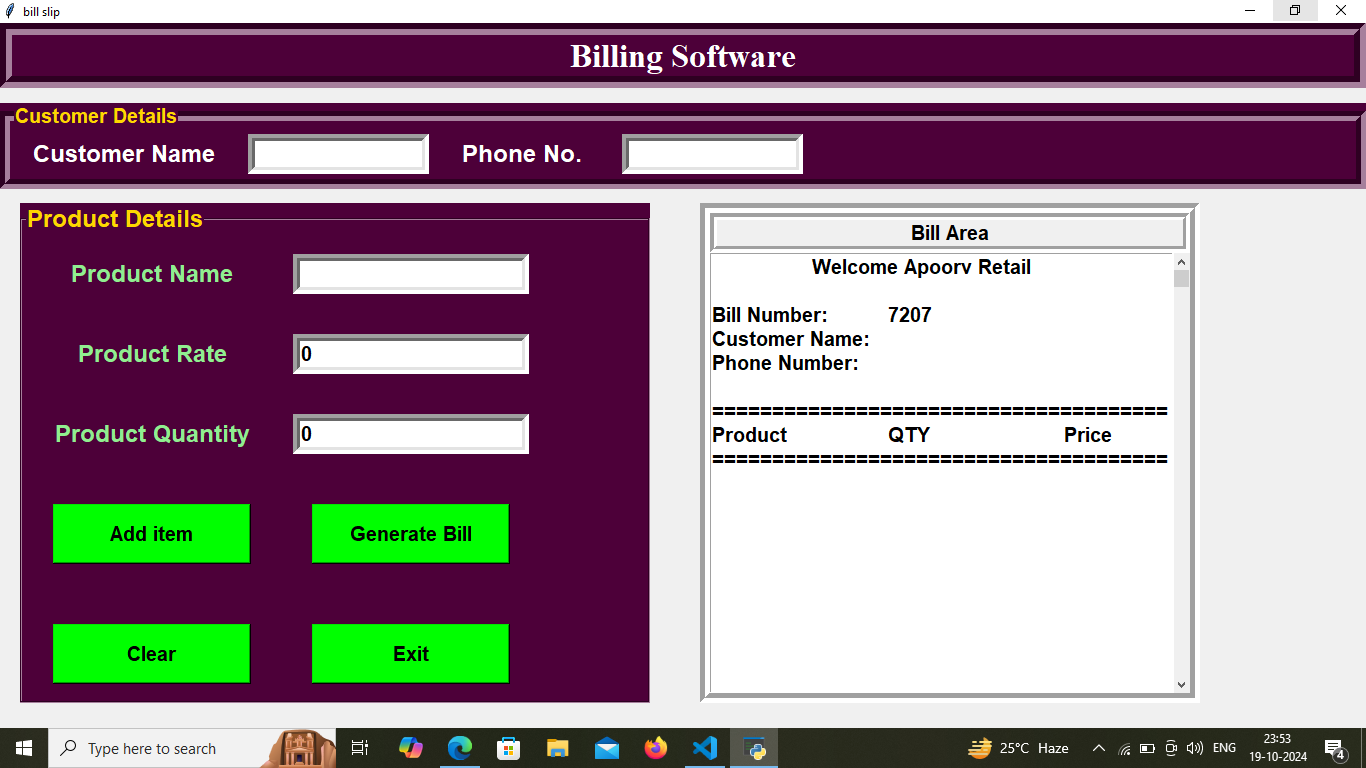 bill slip
Billing Software
Customer Details
Customer Name
Phone No.
Product Details
Product Name
Product Rate 0
Product Quantity 0
Add item Generate Bill
Clear Exit
Bill Area
Welcome Apoorv Retail
Bill Number: 7207
Customer Name:
Phone Number:
======================================
Product QTY Price
======================================
Type here to search
25°C Haze
ENG
23:53
19-10-2024
4